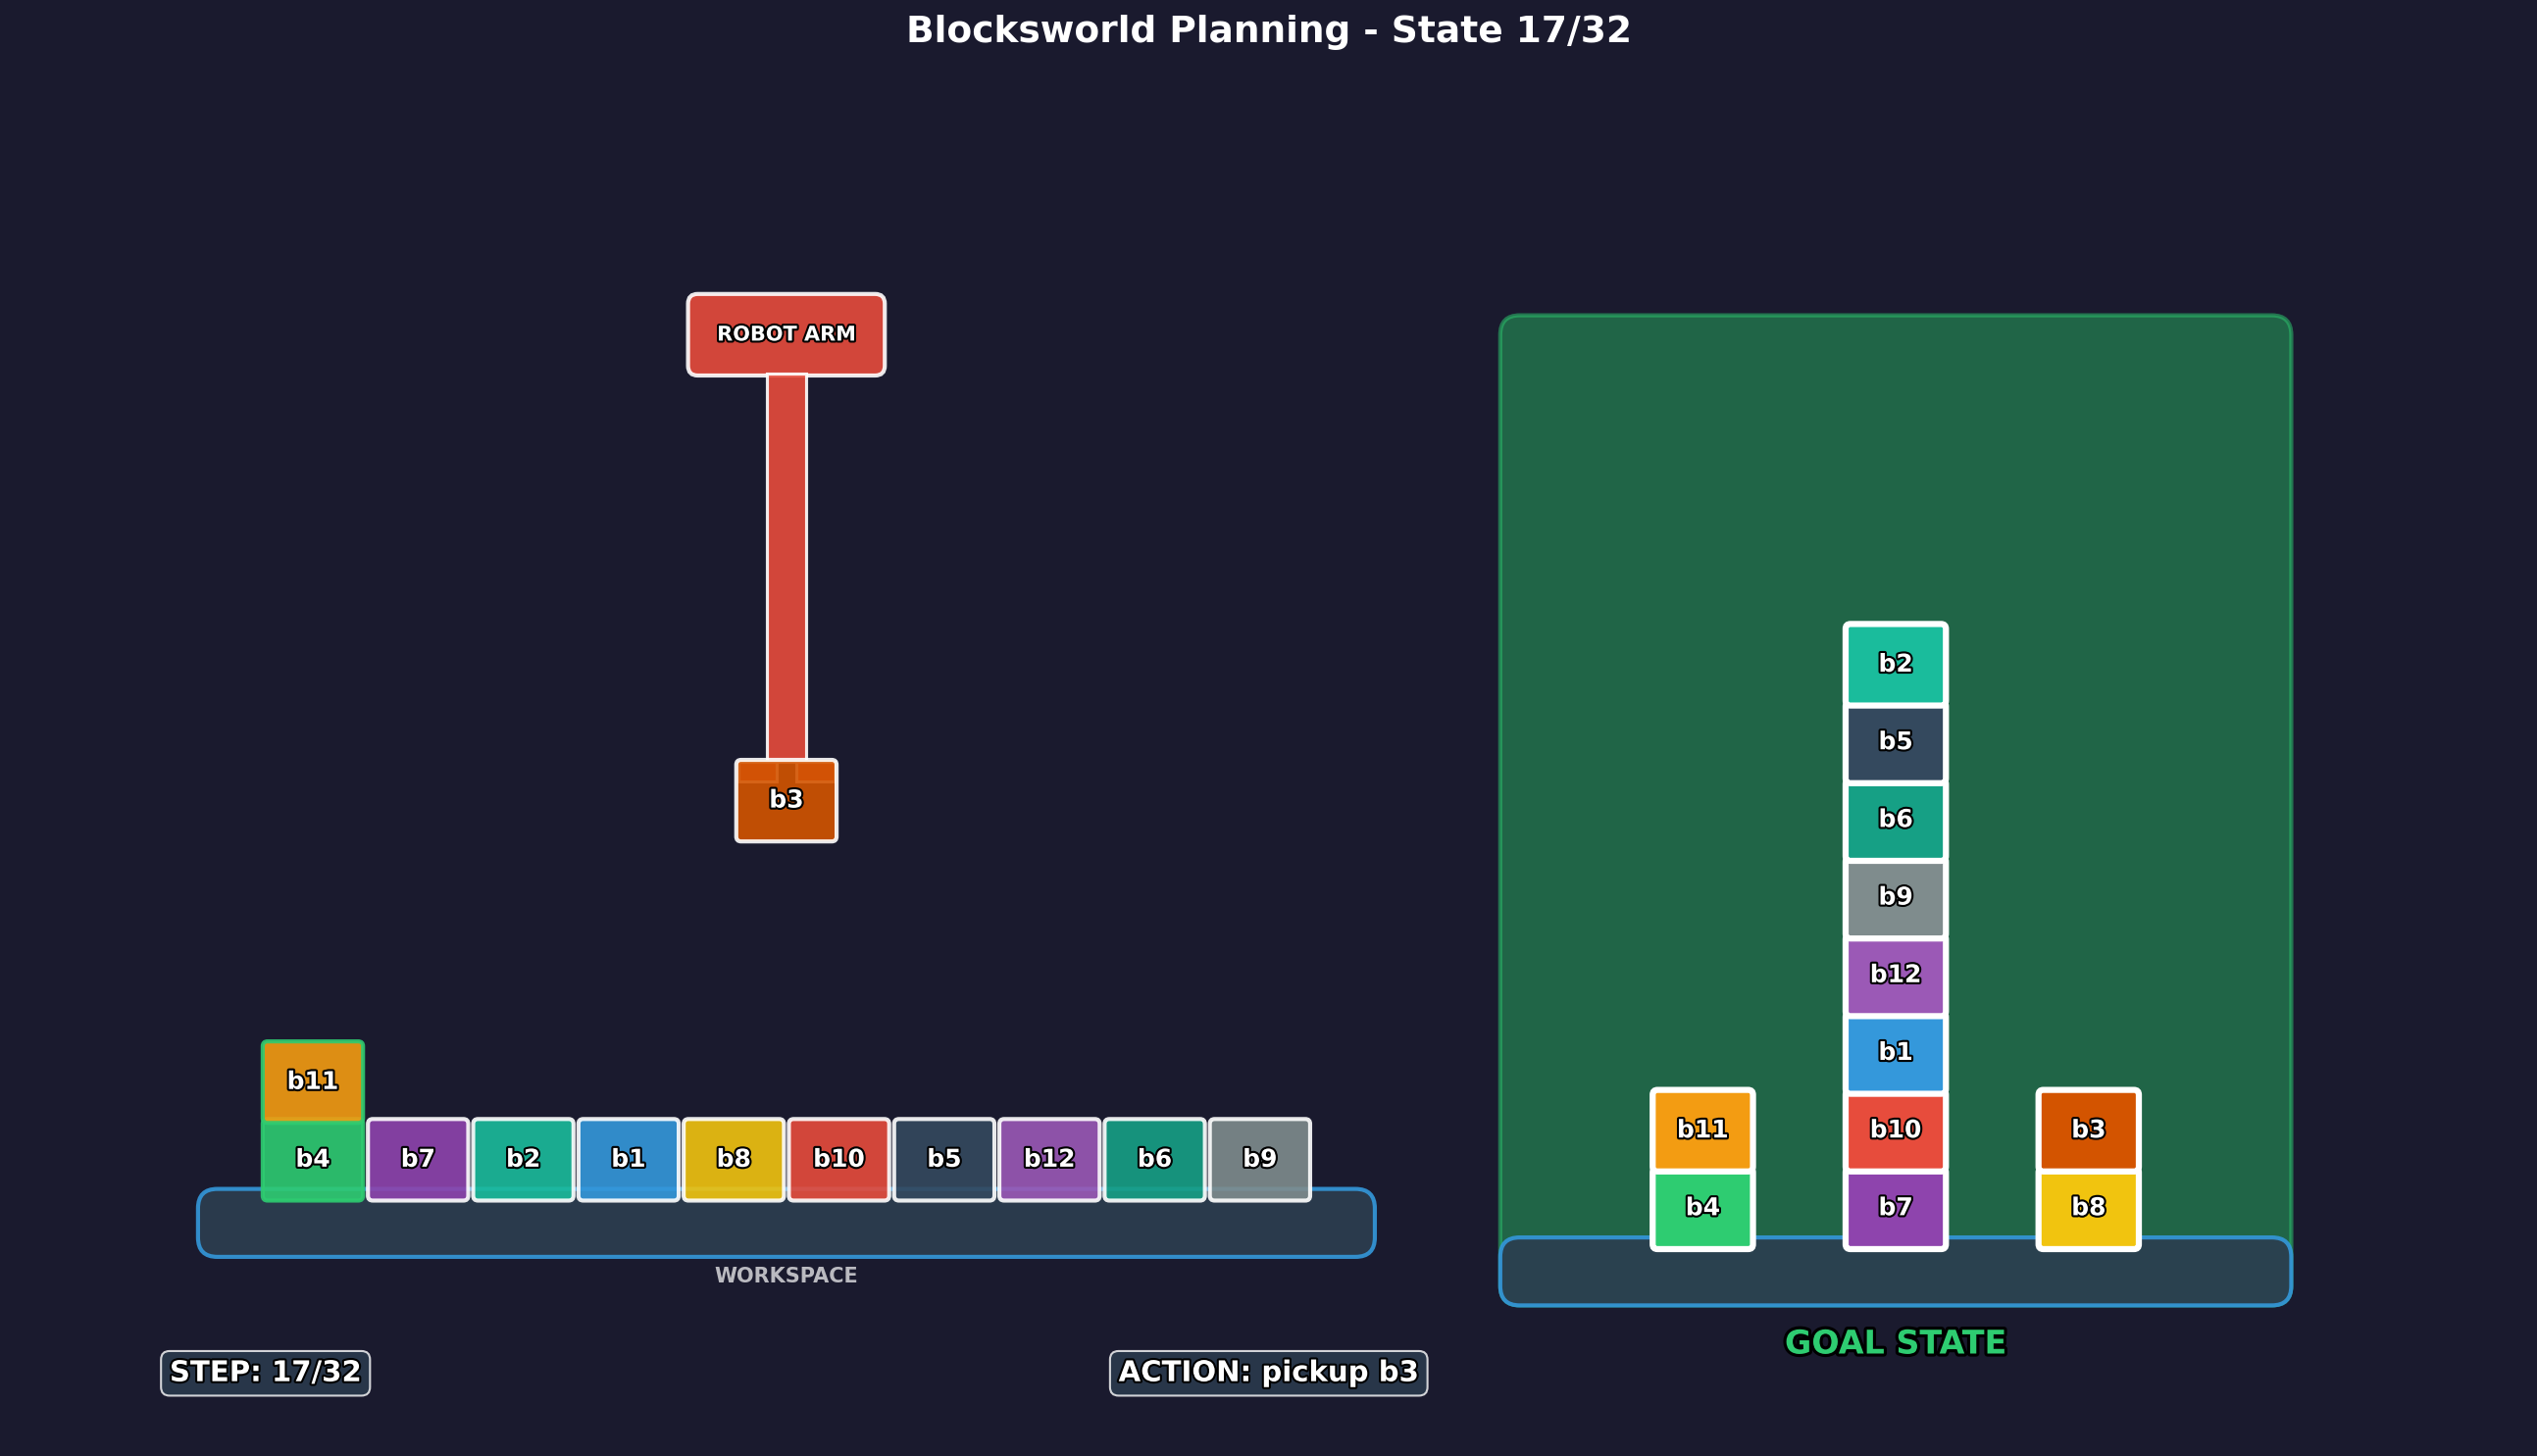 Blocksworld Planning - State 17/32
ROBOT ARM
b3
b11
b4 b7 b2 b1 b8 b10 b5 b12 b6 b9
WORKSPACE
b2
b5
b6
b9
b12
b1
b11 b10 b3
b4 b7 b8
GOAL STATE
STEP: 17/32
ACTION: pickup b3